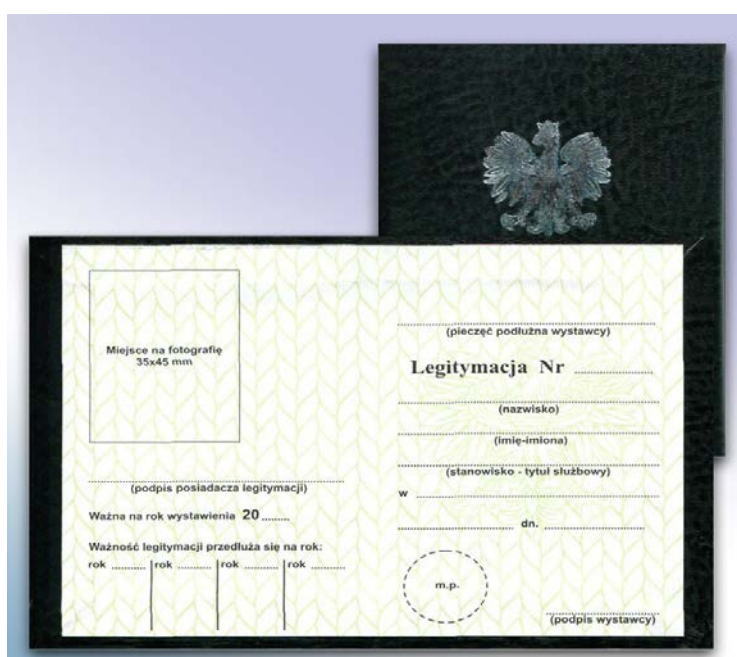 Miejsce na fotografię
35x45 mm
(podpis posiadacza legitymacji)
Ważna na rok wystawienia 20......
Ważność legitymacji przedłuża się na rok:
rok ......... rok ......... rok ......... rok .........
(pieczęć podłużna wystawcy)
Legitymacja Nr ............
(nazwisko)
(imię-imiona)
(stanowisko - tytuł służbowy)
w ............
............ dn. ............
m.p.
(podpis wystawcy)